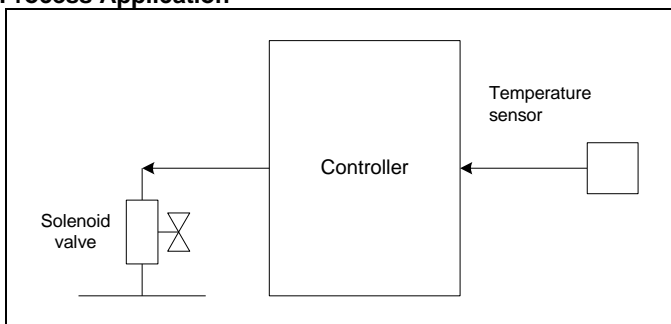 Process Application
Temperature
sensor
Controller
Solenoid
valve